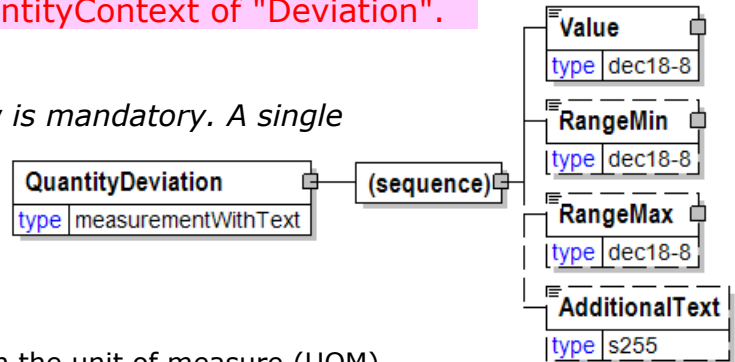 ntityContext of "Deviation".
y is mandatory. A single
QuantityDeviation
type measurementWithText
(sequence)
Value
type dec18-8
RangeMin
type dec18-8
RangeMax
type dec18-8
AdditionalText
type s255
n the unit of measure (UOM)